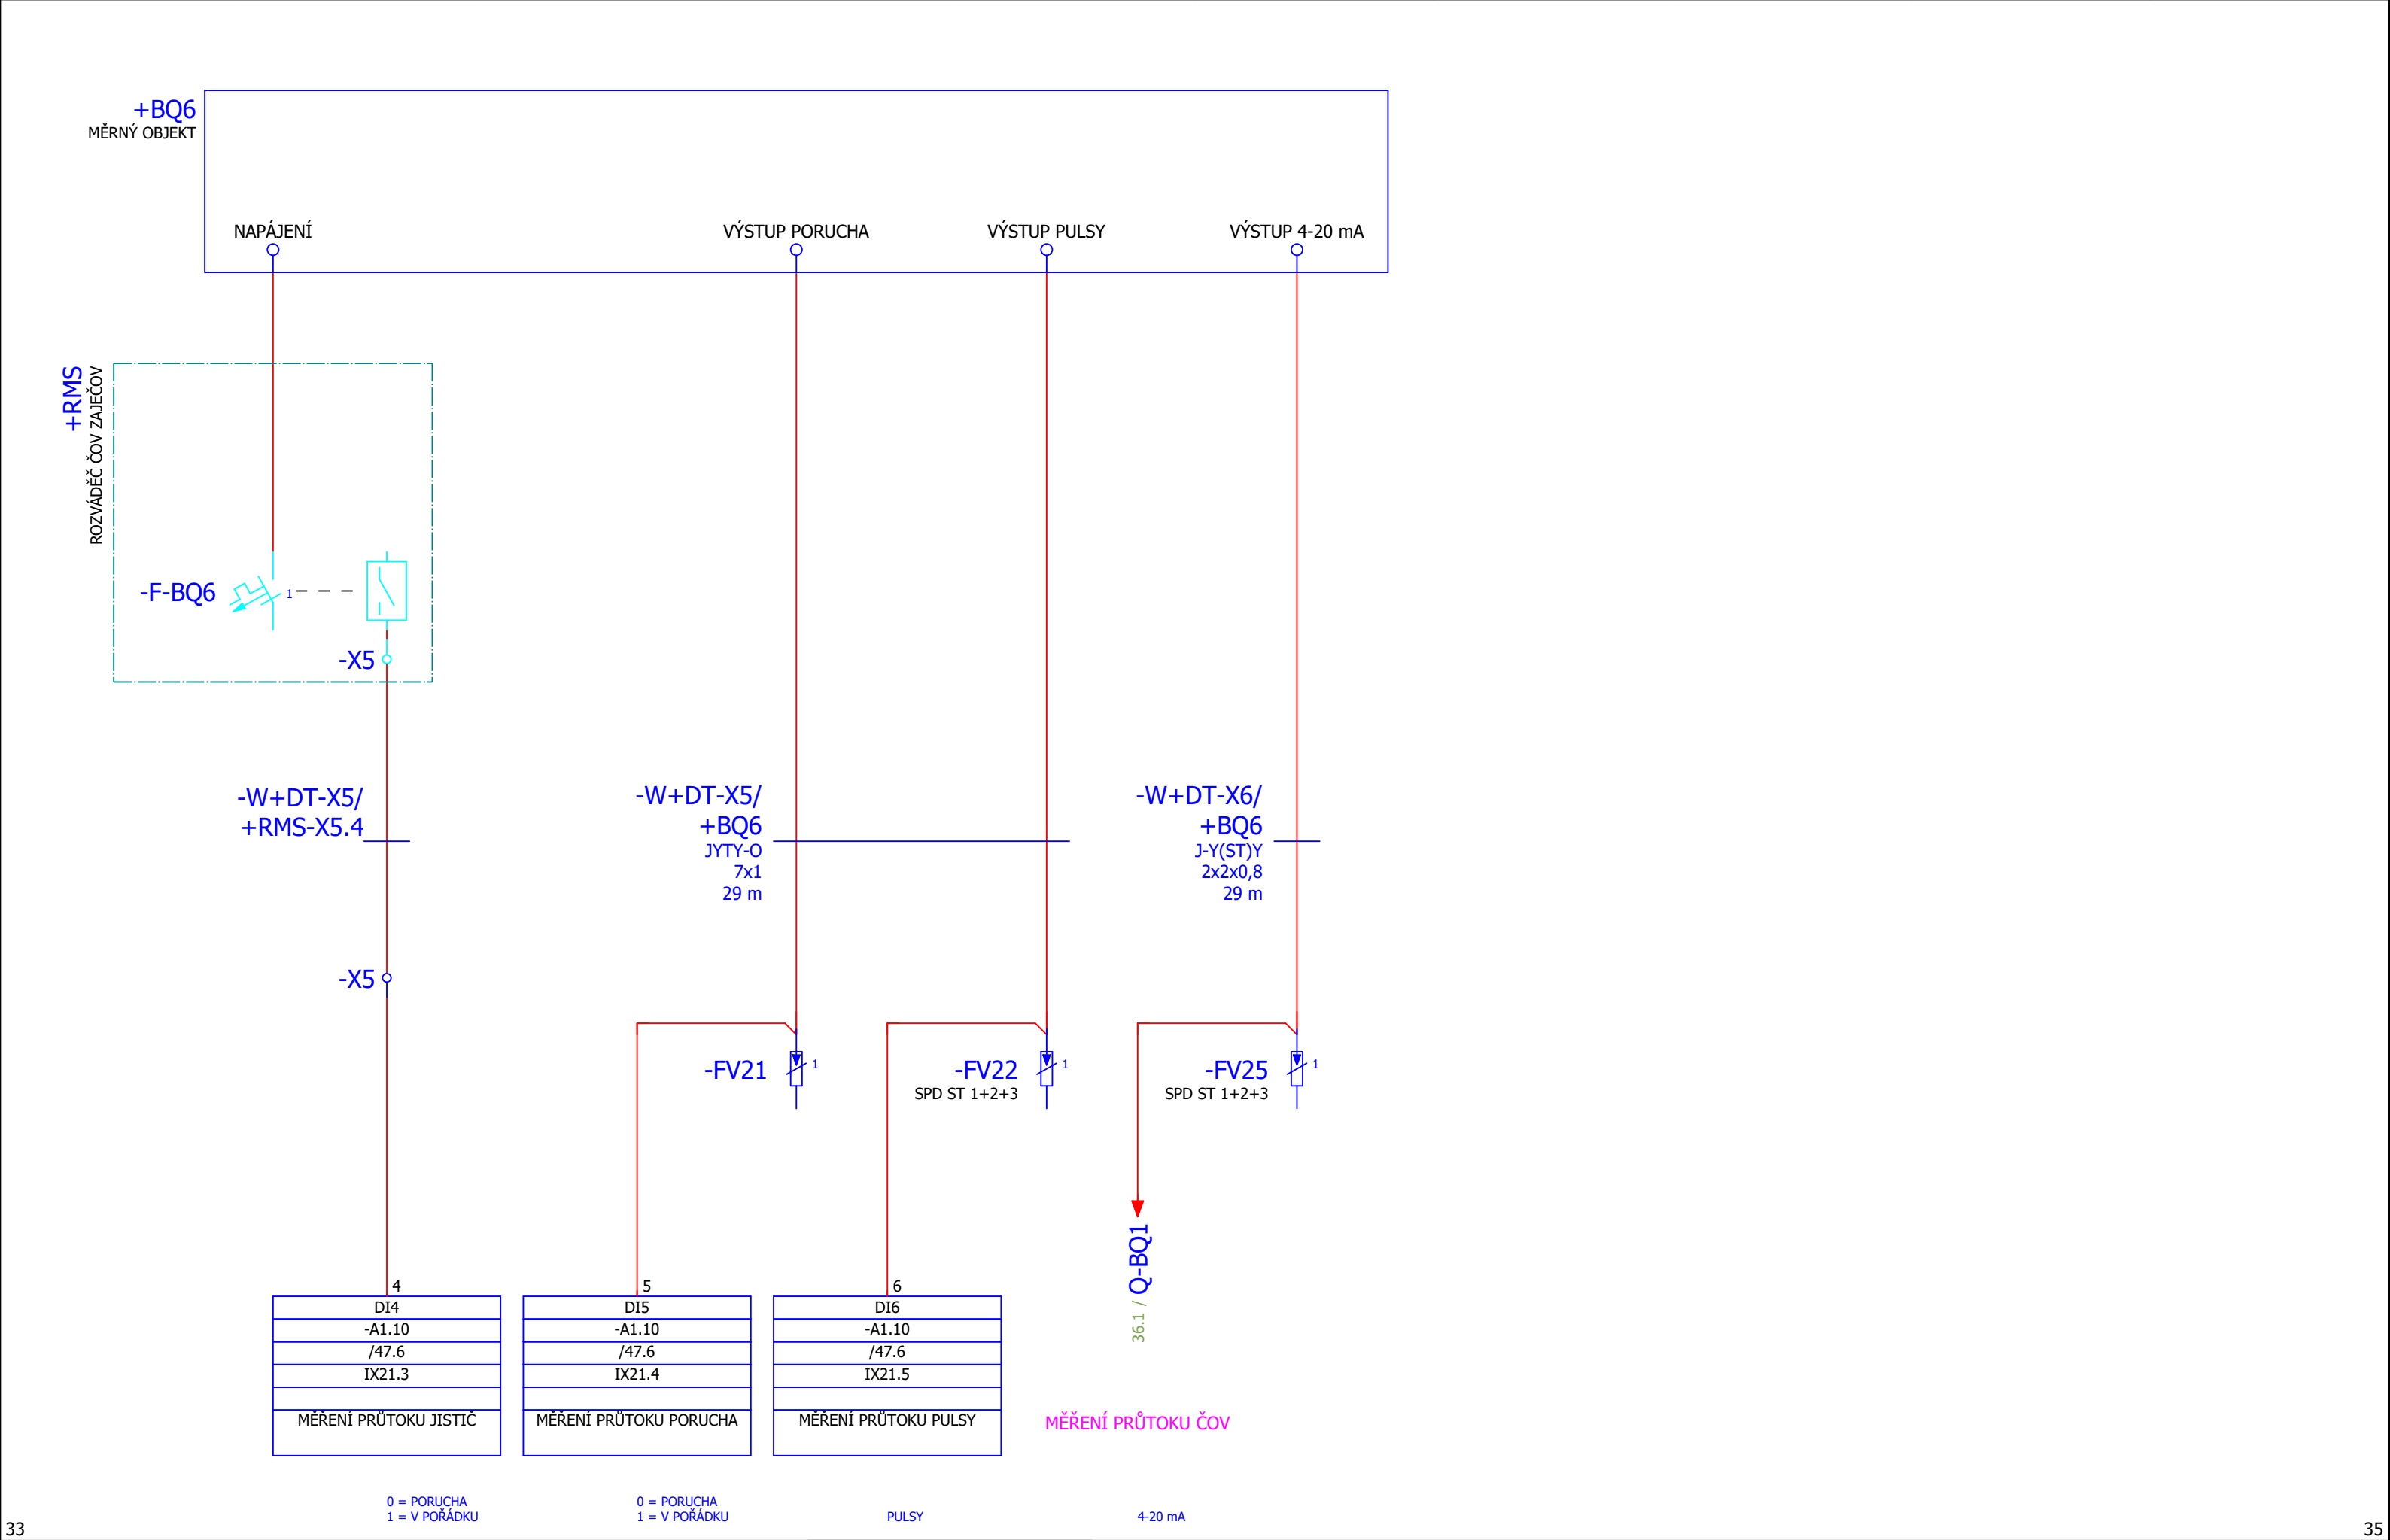 +BQ6
MĚRNÝ OBJEKT
NAPÁJENÍ
VÝSTUP PORUCHA
VÝSTUP PULSY
VÝSTUP 4-20 mA
+RMS
ROZVÁDĚČ ČOV ZAJEČOV
-F-BQ6
1
-X5
-W+DT-X5/
+RMS-X5.4
-W+DT-X5/
+BQ6
JYTY-O
7x1
29 m
-W+DT-X6/
+BQ6
J-Y(ST)Y
2x2x0,8
29 m
-X5
-FV21
1
-FV22
1
SPD ST 1+2+3
-FV25
1
SPD ST 1+2+3
36.1 / Q-BQ1
4
DI4
-A1.10
/47.6
IX21.3
MĚŘENÍ PRŮTOKU JISTIČ
5
DI5
-A1.10
/47.6
IX21.4
MĚŘENÍ PRŮTOKU PORUCHA
6
DI6
-A1.10
/47.6
IX21.5
MĚŘENÍ PRŮTOKU PULSY
MĚŘENÍ PRŮTOKU ČOV
0 = PORUCHA
1 = V POŘÁDKU
0 = PORUCHA
1 = V POŘÁDKU
PULSY
4-20 mA
33
35